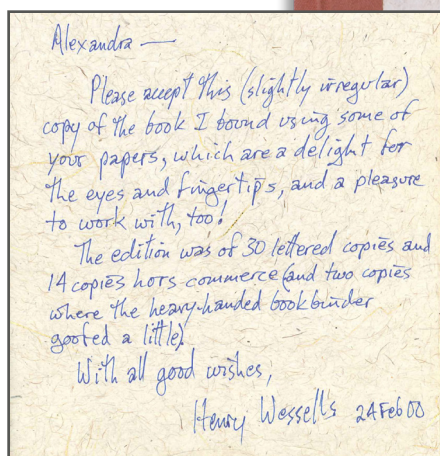 Alexandra —
Please accept this (slightly irregular)
copy of the book I bound using some of
your papers, which are a delight for
the eyes and fingertips, and a pleasure
to work with, too!
The edition was of 30 lettered copies and
14 copies hors commerce (and two copies
where the heavy-handed bookbinder
goofed a little).
With all good wishes,
Henry Wessells 24 Feb 00